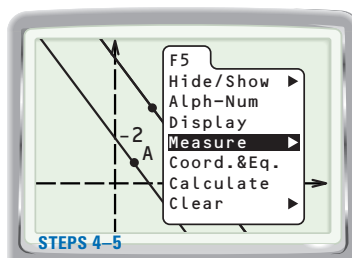 F5
Hide/Show ▶
Alph-Num
Display
Measure ▶
Coord.&Eq.
Calculate
Clear ▶
-2
A
STEPS 4–5